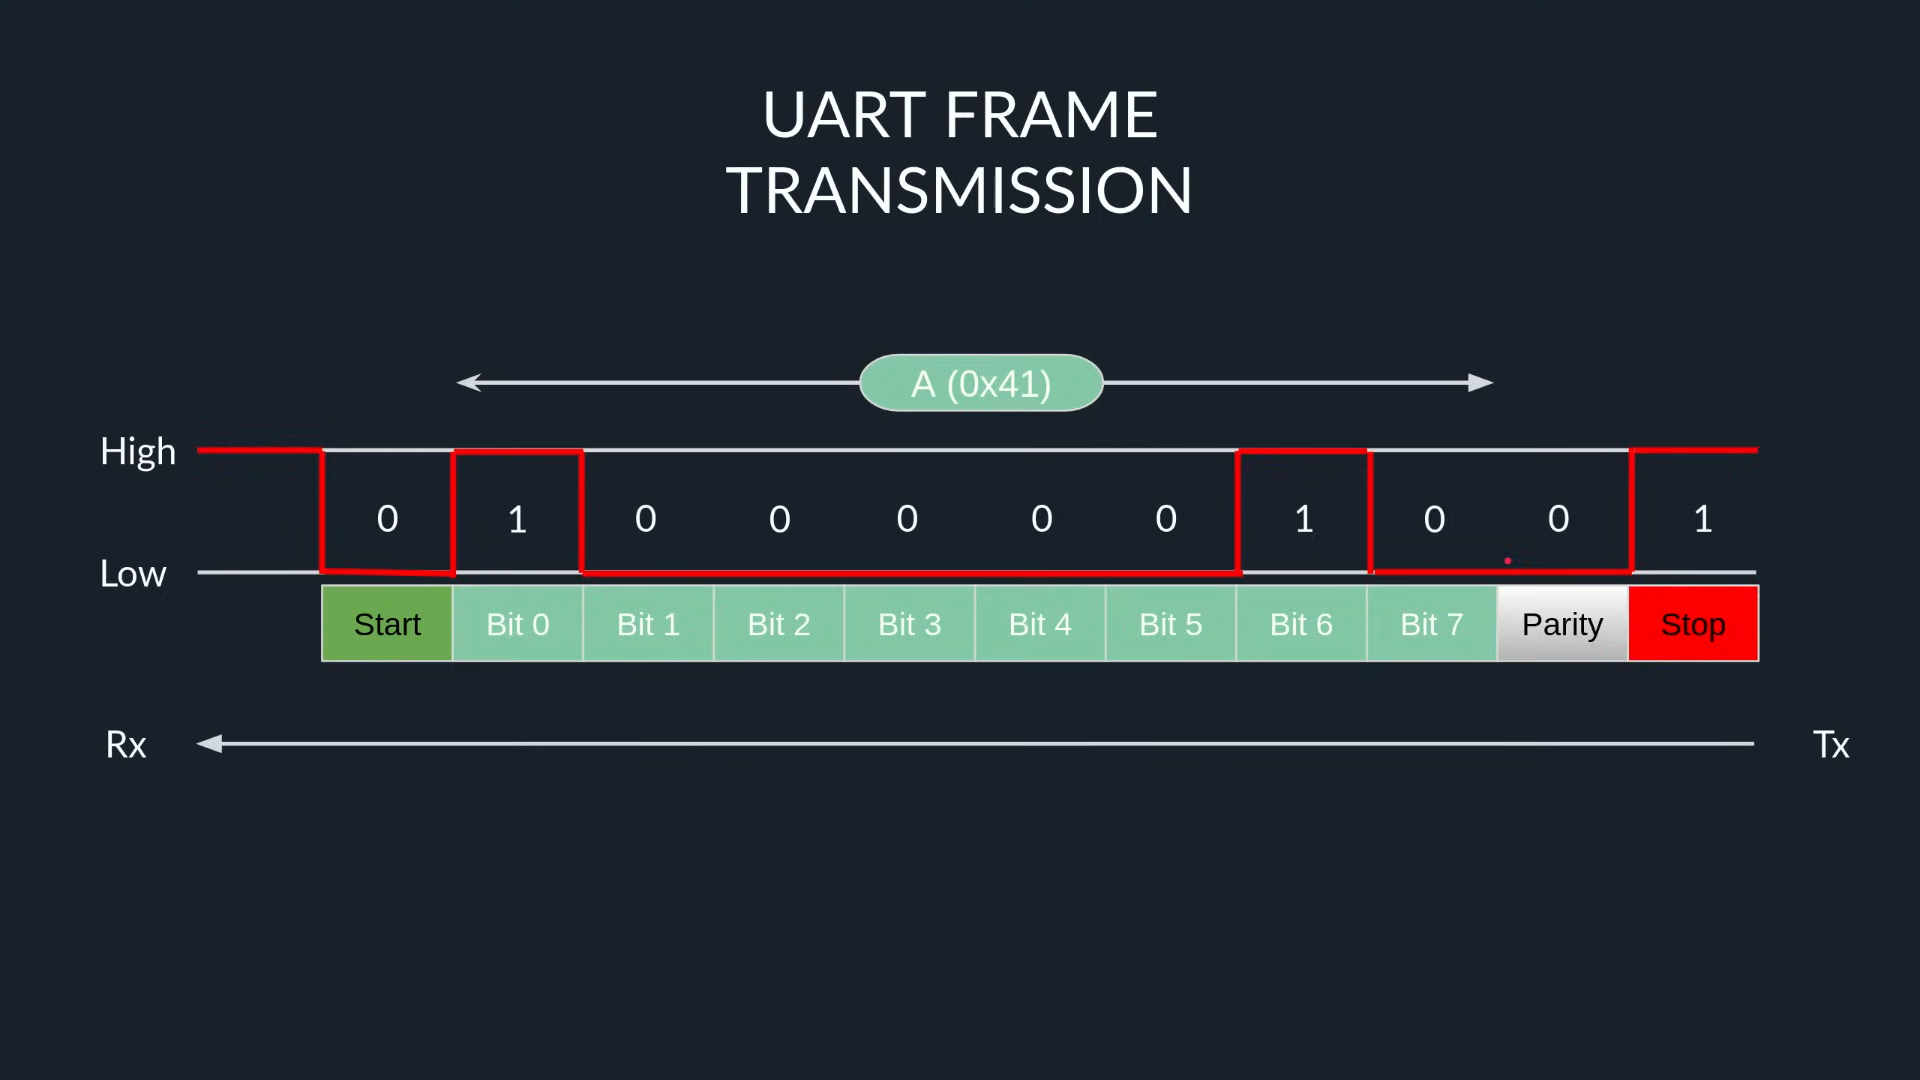 UART FRAME
TRANSMISSION
A (0x41)
High
0 1 0 0 0 0 0 1 0 0 1
Low
Start Bit 0 Bit 1 Bit 2 Bit 3 Bit 4 Bit 5 Bit 6 Bit 7 Parity Stop
Rx Tx